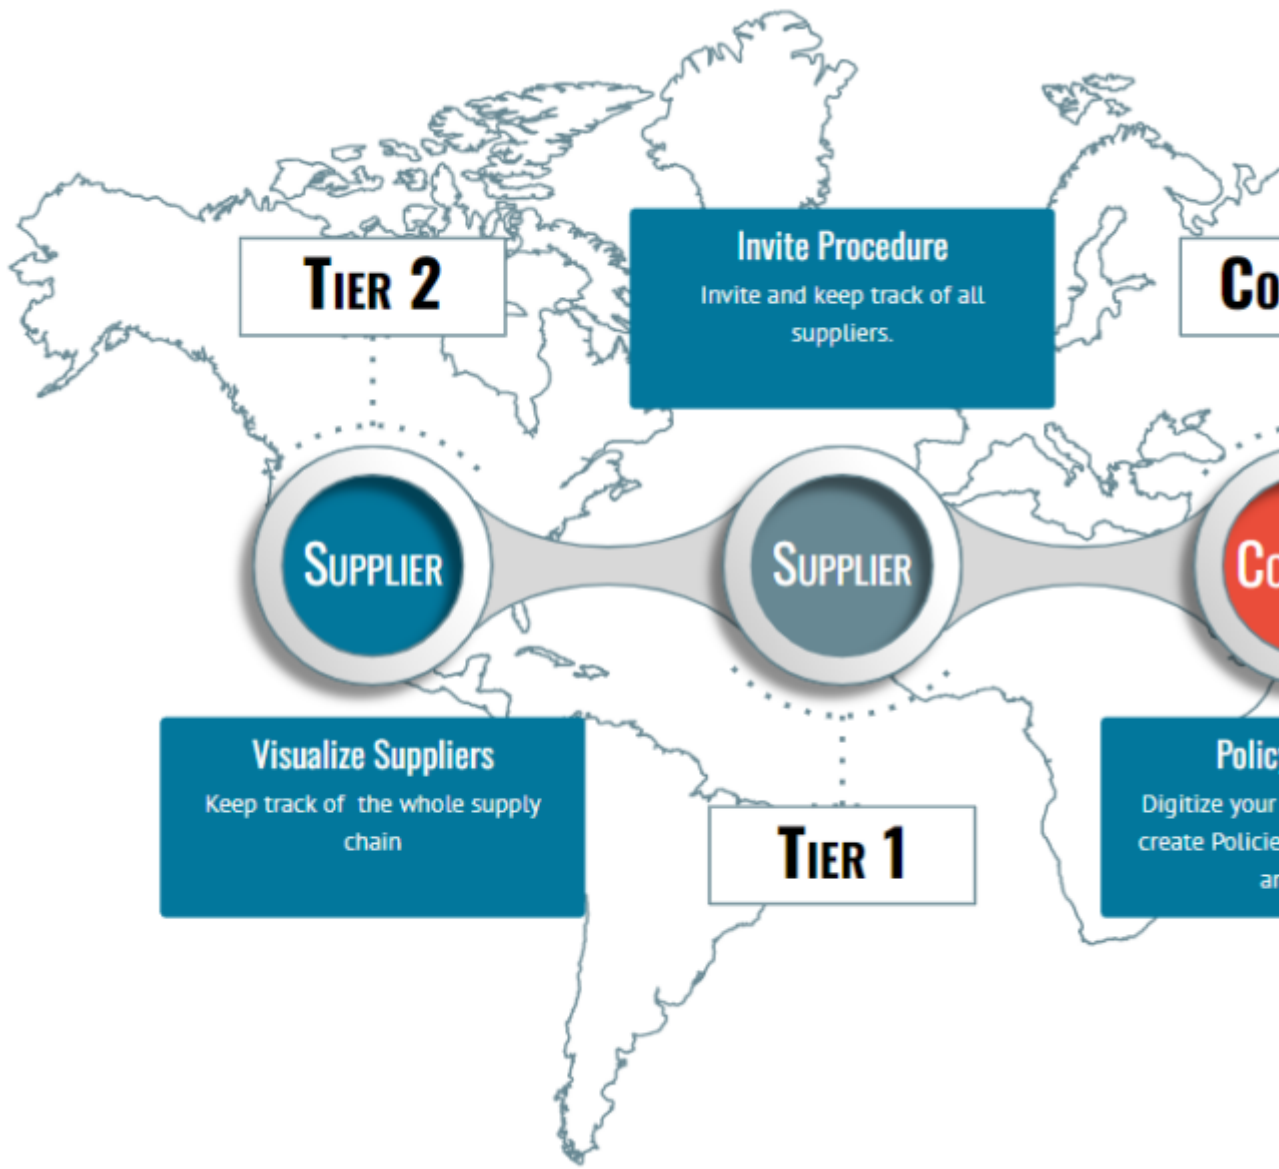 Invite Procedure
Invite and keep track of all
suppliers.
TIER 2
SUPPLIER
SUPPLIER
Visualize Suppliers
Keep track of the whole supply
chain
TIER 1
Digitize your
create